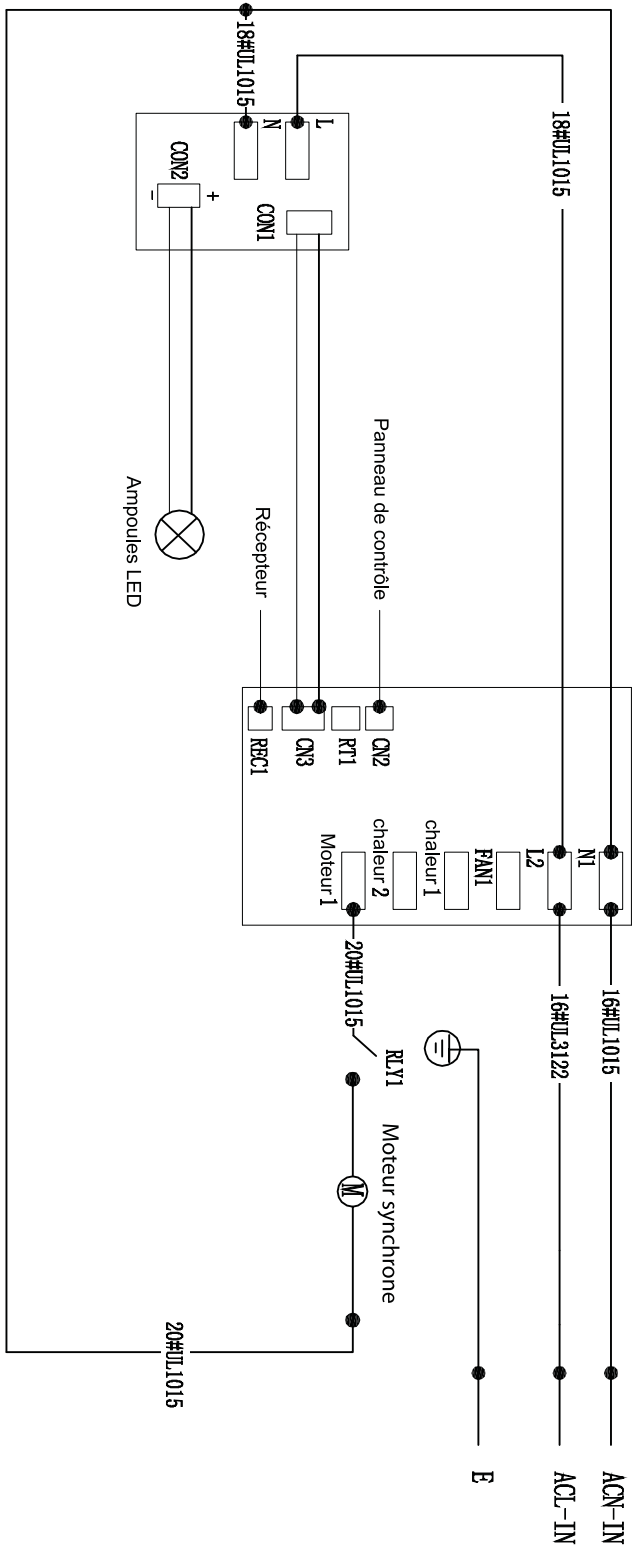 18#UL1015
L
N
CON2
-
+
CON1
18#UL1015
Ampoules LED
Récepteur
Panneau de contrôle
REC1
CN3
RT1
CN2
Moteur 1
chaleur 2
chaleur 1
FAN1
L2
N1
20#UL1015
RLY1
16#UL3122
16#UL1015
M
Moteur synchrone
20#UL1015
E
ACL-IN
ACN-IN